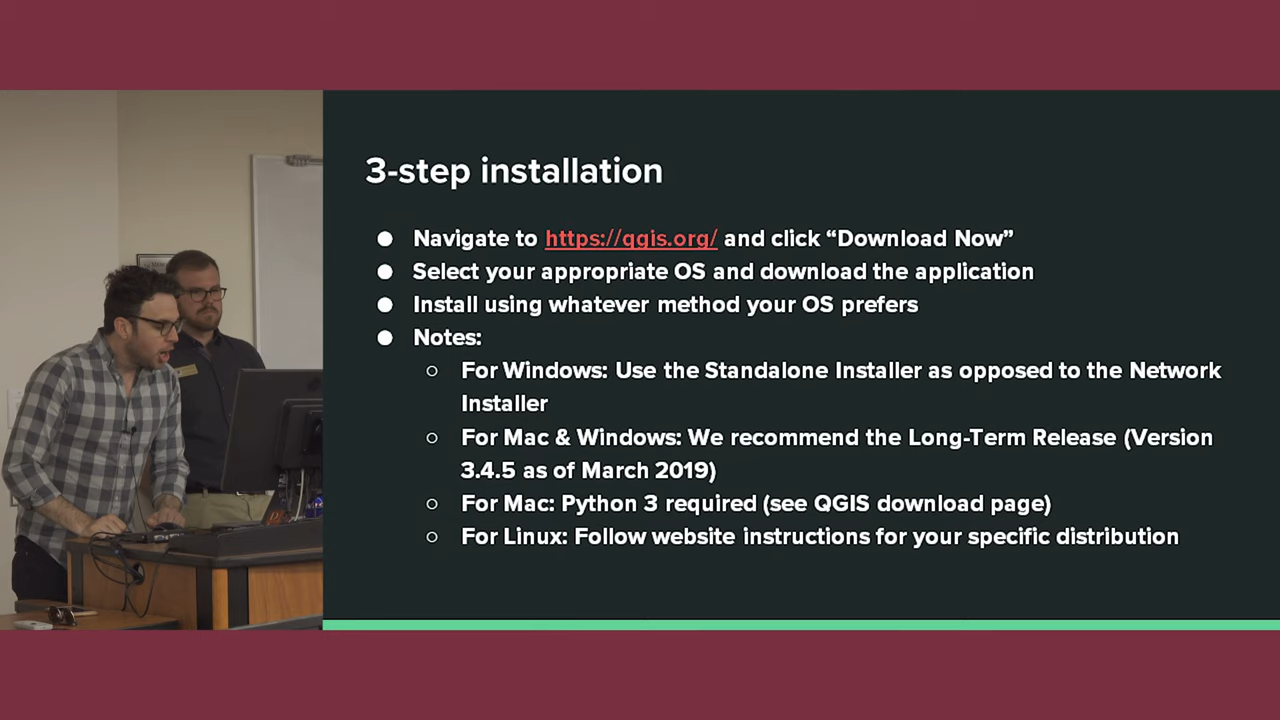 3-step installation
● Navigate to https://qgis.org/ and click “Download Now”
● Select your appropriate OS and download the application
● Install using whatever method your OS prefers
● Notes:
○ For Windows: Use the Standalone Installer as opposed to the Network
Installer
○ For Mac & Windows: We recommend the Long-Term Release (Version
3.4.5 as of March 2019)
○ For Mac: Python 3 required (see QGIS download page)
○ For Linux: Follow website instructions for your specific distribution